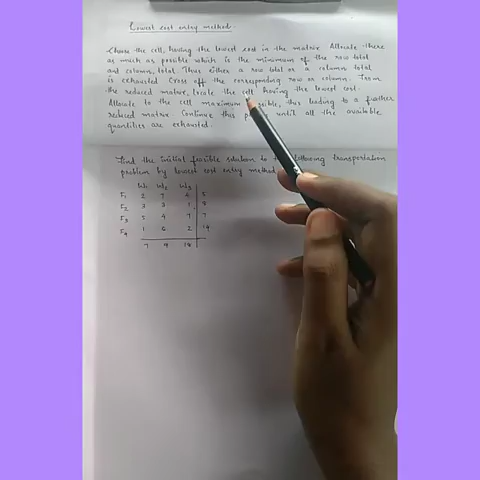 Lowest cost entry method.
Choose the cell, having the lowest cost in the matrix. Allocate there
as much as possible which is the minimum of the row total
and column, total. Thus either a row total or a column total
is exhausted Cross off the corresponding row or column. From
the reduced matrix, locate the cell having the lowest cost.
Allocate to the cell maximum possible, thus leading to a further
reduced matrix. Continue this until all the available
quantities are exhausted.
Find the initial feasible solution to the following transportation
problem by lowest cost entry method
W1 W2 W3
F1 2 7 4 5
F2 3 3 1 8
F3 5 4 7 7
F4 1 6 2 14
7 9 18